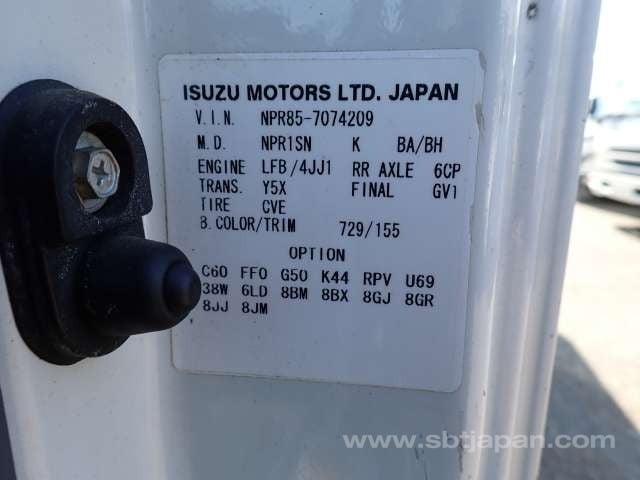 ISUZU MOTORS LTD. JAPAN
V.I.N. NPR85-7074209
M.D. NPR1SN K BA/BH
ENGINE LFB/4JJ1 RR AXLE 6CP
TRANS. Y5X FINAL GV1
TIRE CVE
B.COLOR/TRIM 729/155
OPTION
C60 FF0 G50 K44 RPV U69
38W 6LD 8BM 8BX 8GJ 8GR
8JJ 8JM
www.sbtjapan.com